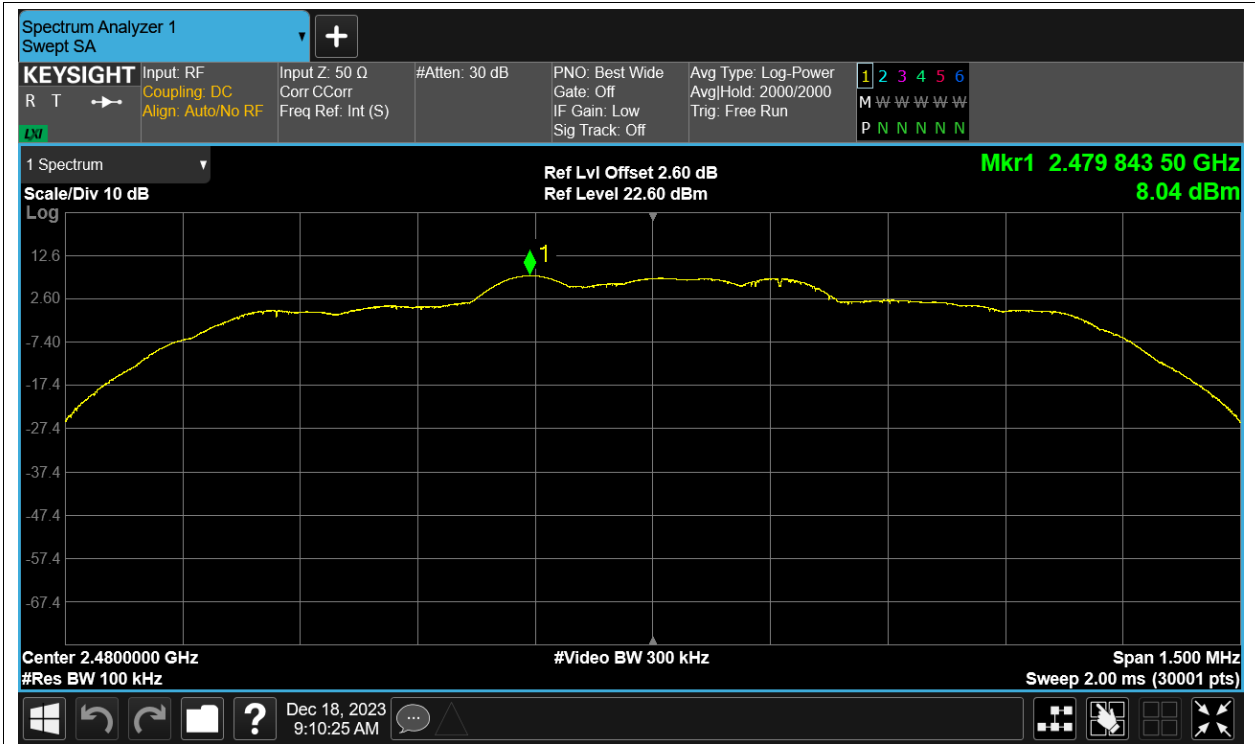 Spectrum Analyzer 1
Swept SA
KEYSIGHT
R T
LXI
Input: RF
Coupling: DC
Align: Auto/No RF
Input Z: 50 Ω
Corr CCorr
Freq Ref: Int (S)
#Atten: 30 dB
PNO: Best Wide
Gate: Off
IF Gain: Low
Sig Track: Off
Avg Type: Log-Power
Avg|Hold: 2000/2000
Trig: Free Run
1 2 3 4 5 6
M W W W W W
P N N N N N
1 Spectrum
Scale/Div 10 dB
Log
Ref Lvl Offset 2.60 dB
Ref Level 22.60 dBm
Mkr1 2.479 843 50 GHz
8.04 dBm
1
12.6
2.60
-7.40
-17.4
-27.4
-37.4
-47.4
-57.4
-67.4
Center 2.4800000 GHz
#Video BW 300 kHz
Span 1.500 MHz
#Res BW 100 kHz
Sweep 2.00 ms (30001 pts)
?
Dec 18, 2023
9:10:25 AM